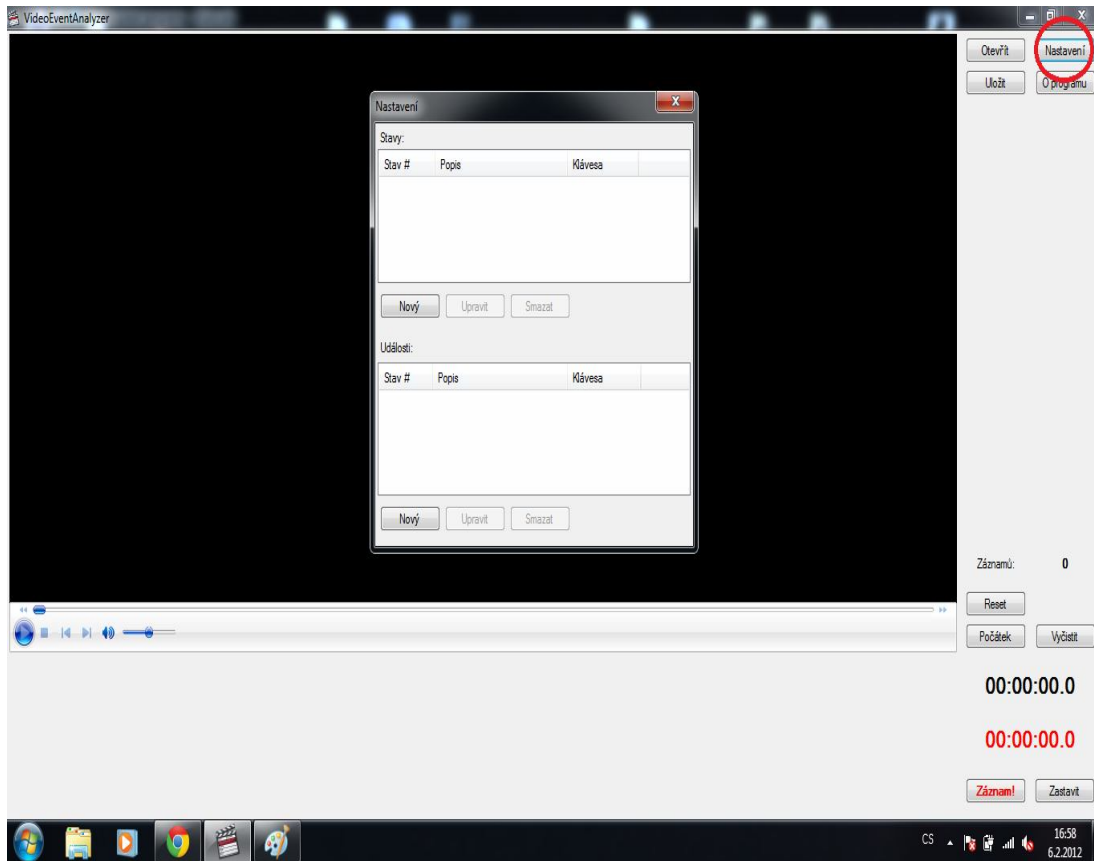 VideoEventAnalyzer
Otevřít Nastavení
Uložit O programu
Nastavení
Stavy:
Stav # Popis Klávesa
Nový Upravit Smazat
Události:
Stav # Popis Klávesa
Nový Upravit Smazat
Záznamů: 0
Reset
Počátek Vyčistit
00:00:00.0
00:00:00.0
Záznam! Zastavit
CS 16:58
6.2.2012